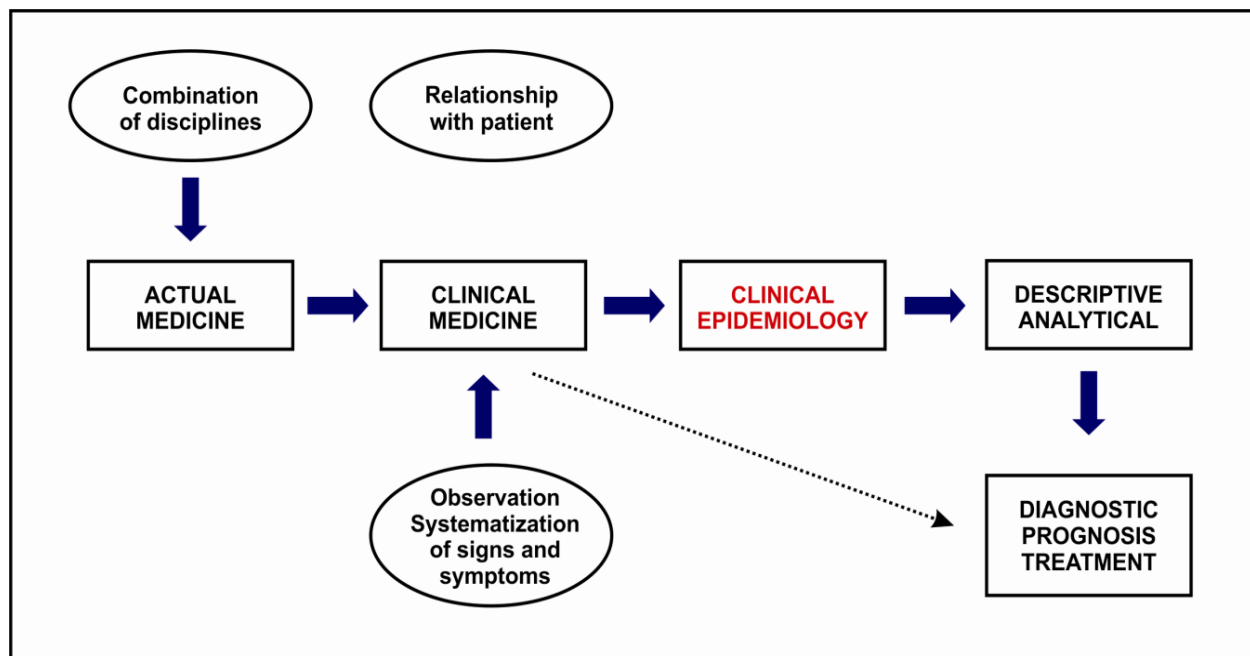 Combination
of disciplines
Relationship
with patient
ACTUAL
MEDICINE
CLINICAL
MEDICINE
CLINICAL
EPIDEMIOLOGY
DESCRIPTIVE
ANALYTICAL
Observation
Systematization
of signs and
symptoms
DIAGNOSTIC
PROGNOSIS
TREATMENT